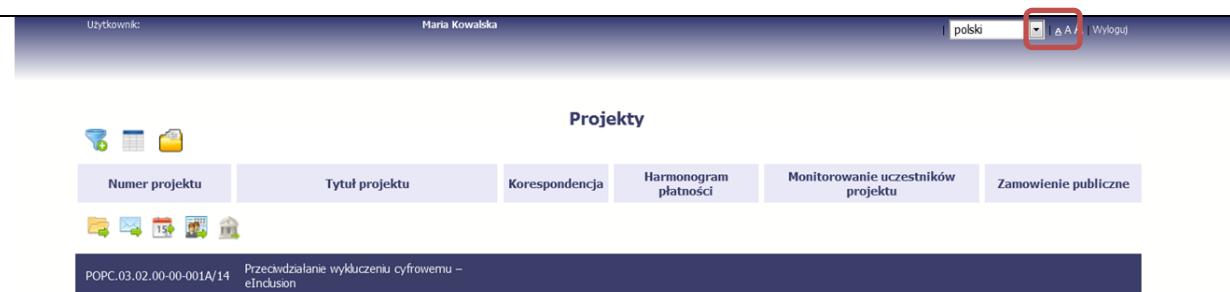 Użytkownik: Maria Kowalska | polski | A A A | Wyloguj
Projekty
Numer projektu Tytuł projektu Korespondencja Harmonogram płatności Monitorowanie uczestników projektu Zamowienie publiczne
15
POPC.03.02.00-00-001A/14 Przeciwdziałanie wykluczeniu cyfrowemu –
eInclusion